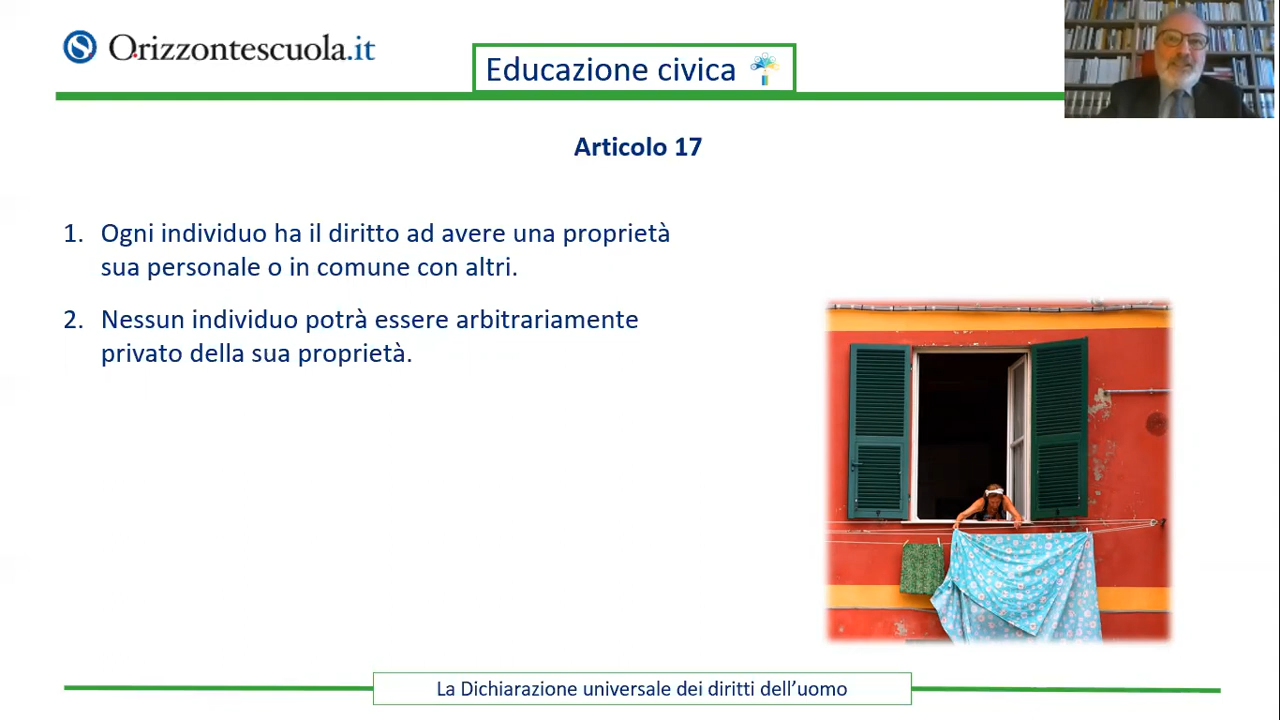 Orizzontescuola.it
Educazione civica
Articolo 17
1. Ogni individuo ha il diritto ad avere una proprietà
sua personale o in comune con altri.
2. Nessun individuo potrà essere arbitrariamente
privato della sua proprietà.
La Dichiarazione universale dei diritti dell’uomo